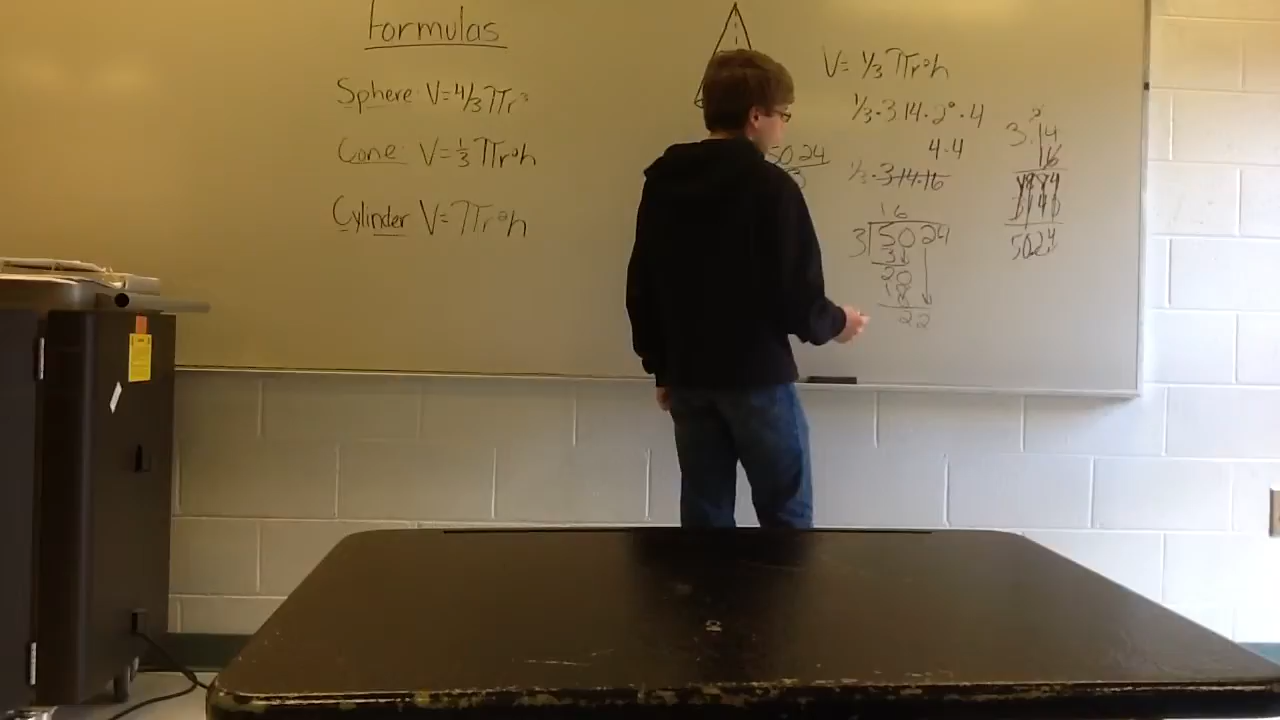 Formulas
Sphere: V=4/3 πr³
Cone: V=1/3 πr²h
Cylinder V=πr²h
V= 1/3 πr²h
1/3 · 3.14 · 2² · 4
4·4
50.24
3
1/3 · 3.14 · 16
16
3 5024
3
20
18
22
3.14
16
5024